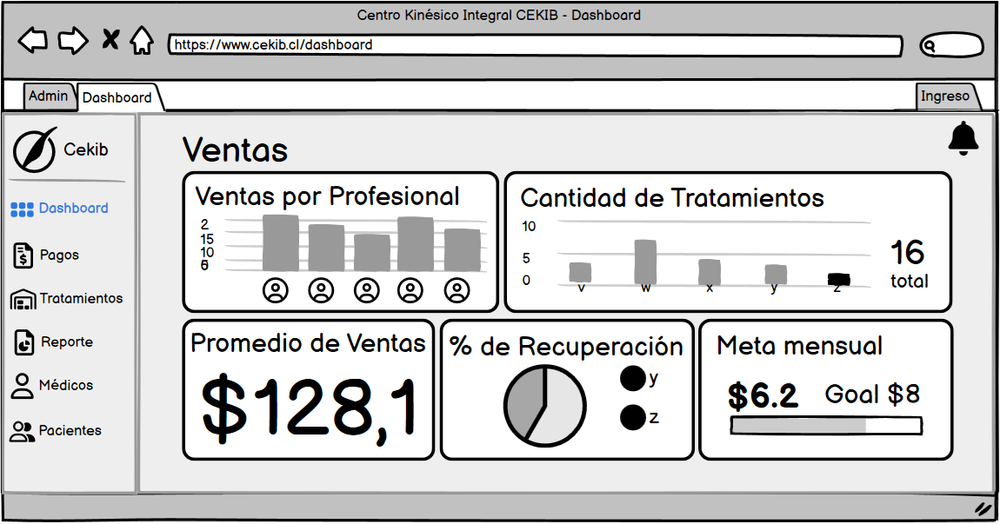 Centro Kinésico Integral CEKIB - Dashboard
https://www.cekib.cl/dashboard
Admin
Dashboard
Ingreso
Cekib
Dashboard
Pagos
Tratamientos
Reporte
Médicos
Pacientes
Ventas
Ventas por Profesional
2
15
10
5
0
Cantidad de Tratamientos
10
5
0
v w x y z
16
total
Promedio de Ventas
$128,1
% de Recuperación
y
z
Meta mensual
$6.2 Goal $8